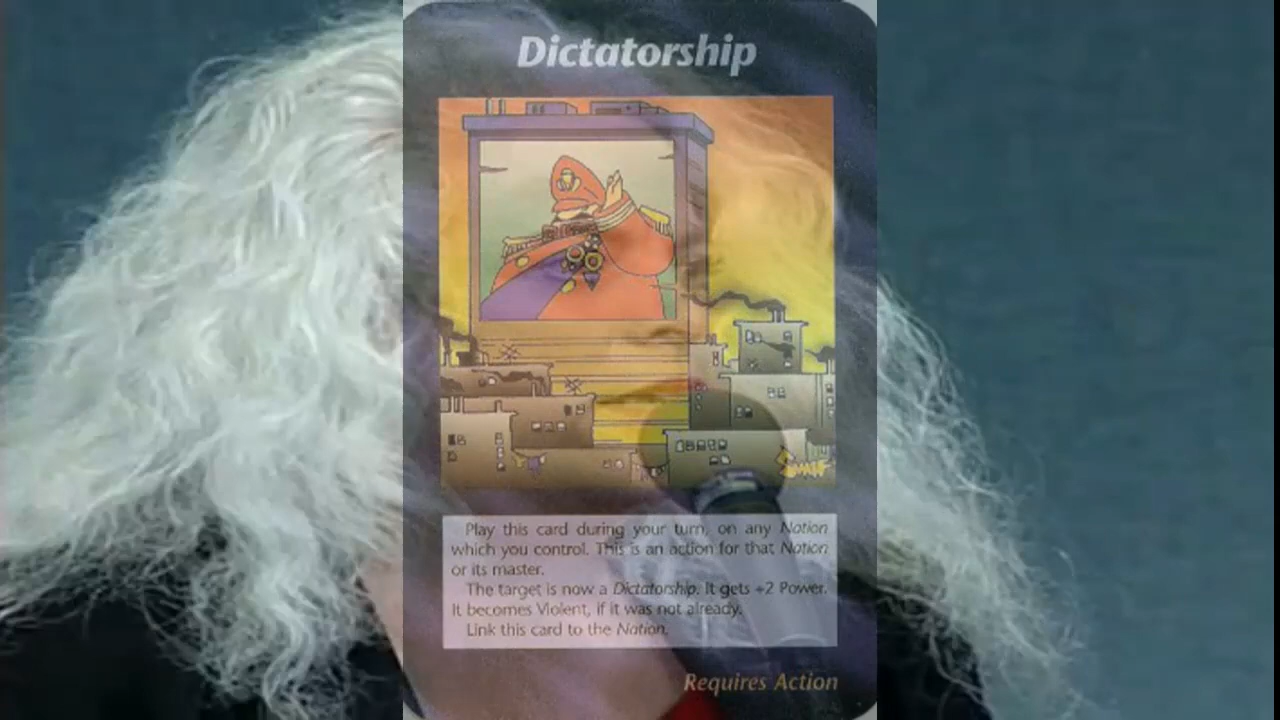 Dictatorship
Play this card during your turn, on any Nation
which you control. This is an action for that Nation
or its master.
The target is now a Dictatorship. It gets +2 Power.
It becomes Violent, if it was not already.
Link this card to the Nation.
Requires Action